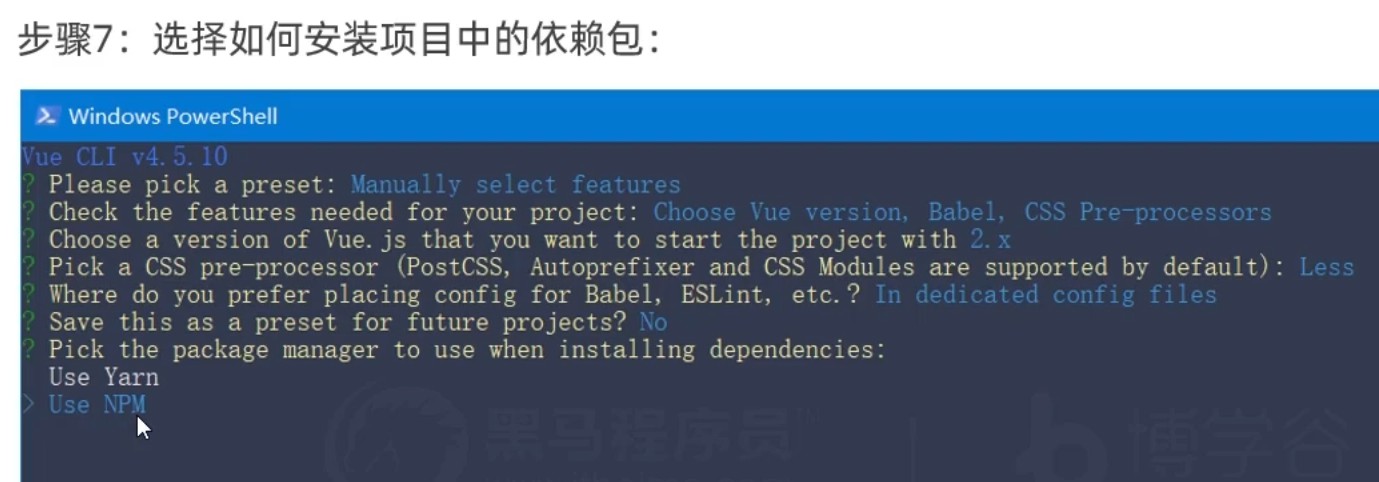 步骤7：选择如何安装项目中的依赖包：
Windows PowerShell
Vue CLI v4.5.10
? Please pick a preset: Manually select features
? Check the features needed for your project: Choose Vue version, Babel, CSS Pre-processors
? Choose a version of Vue.js that you want to start the project with 2.x
? Pick a CSS pre-processor (PostCSS, Autoprefixer and CSS Modules are supported by default): Less
? Where do you prefer placing config for Babel, ESLint, etc.? In dedicated config files
? Save this as a preset for future projects? No
? Pick the package manager to use when installing dependencies:
Use Yarn
> Use NPM
黑马程序员™
博学谷